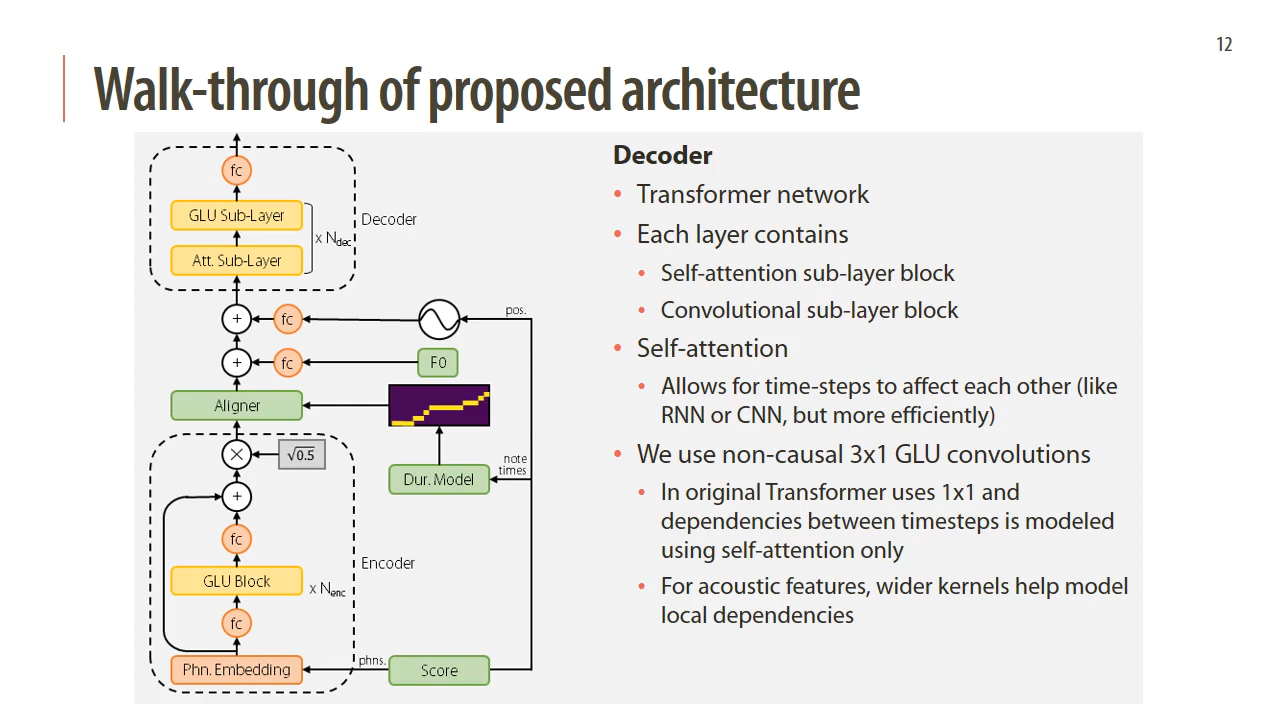 12
Walk-through of proposed architecture
fc
GLU Sub-Layer
Att. Sub-Layer
x Ndec
Decoder
+
fc
pos.
+
fc
F0
Aligner
×
√0.5
note
times
Dur. Model
+
fc
Encoder
GLU Block
x Nenc
fc
Phn. Embedding
phns.
Score
Decoder
• Transformer network
• Each layer contains
• Self-attention sub-layer block
• Convolutional sub-layer block
• Self-attention
• Allows for time-steps to affect each other (like
RNN or CNN, but more efficiently)
• We use non-causal 3x1 GLU convolutions
• In original Transformer uses 1x1 and
dependencies between timesteps is modeled
using self-attention only
• For acoustic features, wider kernels help model
local dependencies